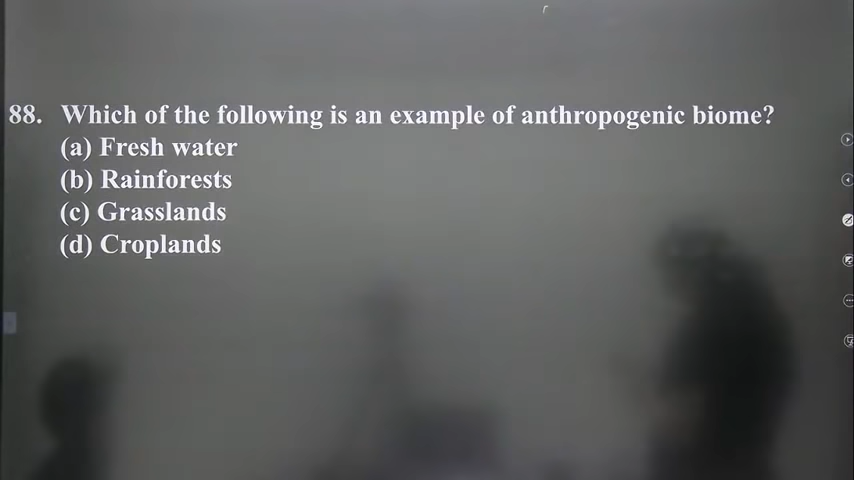 88. Which of the following is an example of anthropogenic biome?
(a) Fresh water
(b) Rainforests
(c) Grasslands
(d) Croplands